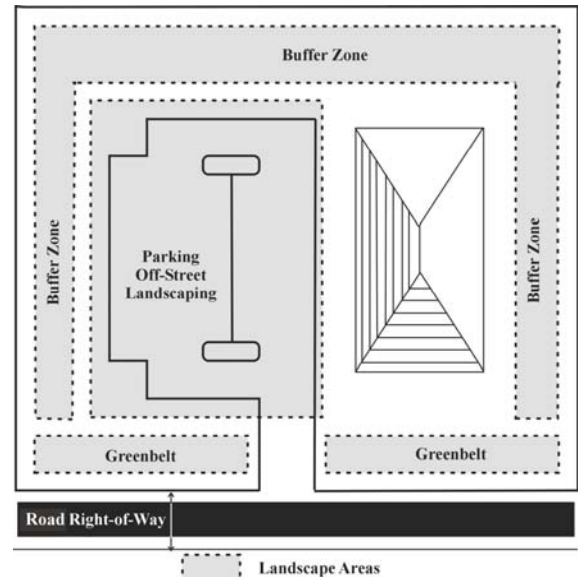 Buffer Zone
Buffer Zone
Buffer Zone
Parking
Off-Street
Landscaping
Greenbelt
Greenbelt
Road Right-of-Way
Landscape Areas